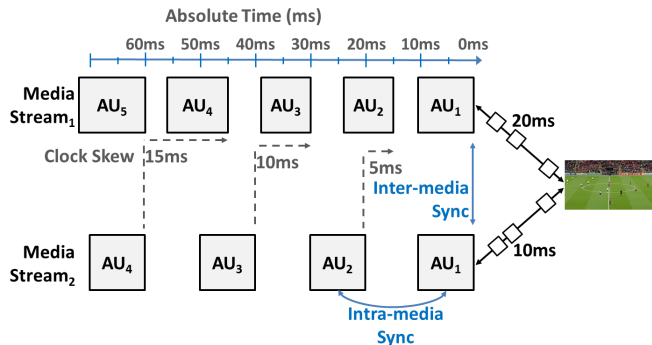 Absolute Time (ms)
60ms 50ms 40ms 30ms 20ms 10ms 0ms
Media
Stream₁
AU₅ AU₄ AU₃ AU₂ AU₁
20ms
Clock Skew 15ms 10ms 5ms
Inter-media
Sync
Media
Stream₂
AU₄ AU₃ AU₂ AU₁
10ms
Intra-media
Sync